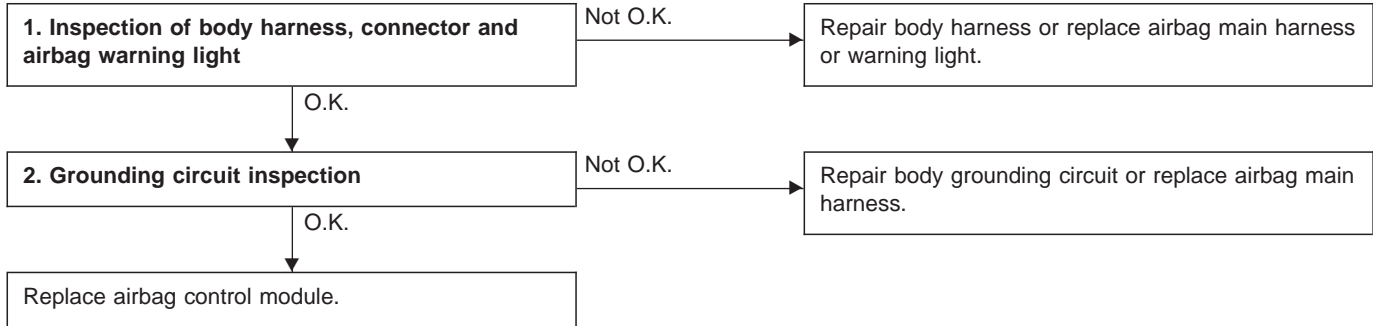 1. Inspection of body harness, connector and
airbag warning light
Not O.K.
Repair body harness or replace airbag main harness
or warning light.
O.K.
2. Grounding circuit inspection
Not O.K.
Repair body grounding circuit or replace airbag main
harness.
O.K.
Replace airbag control module.